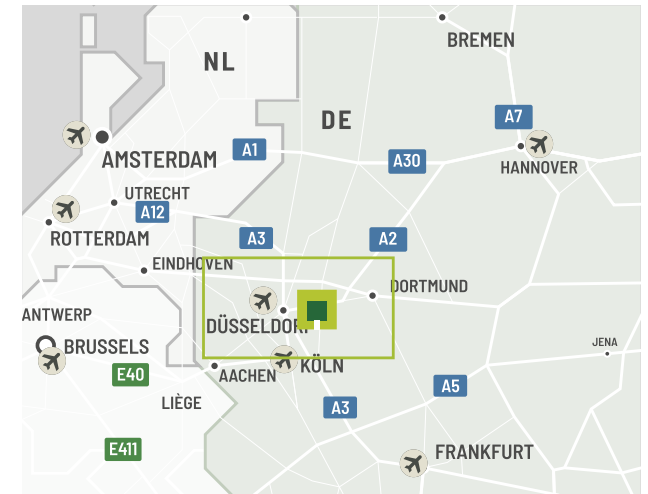 BREMEN
NL
A7
DE
A1
AMSTERDAM
A30
HANNOVER
UTRECHT
A12
ROTTERDAM
A3
A2
EINDHOVEN
DORTMUND
ANTWERP
DÜSSELDORF
BRUSSELS
JENA
KÖLN
AACHEN
E40
A5
LIÈGE
A3
E411
FRANKFURT